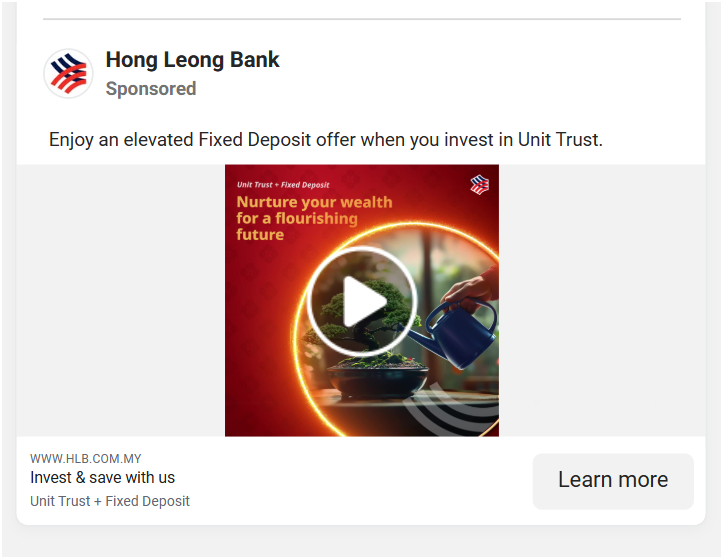 Hong Leong Bank
Sponsored
Enjoy an elevated Fixed Deposit offer when you invest in Unit Trust.
Unit Trust + Fixed Deposit
Nurture your wealth
for a flourishing
future
WWW.HLB.COM.MY
Invest & save with us
Unit Trust + Fixed Deposit
Learn more